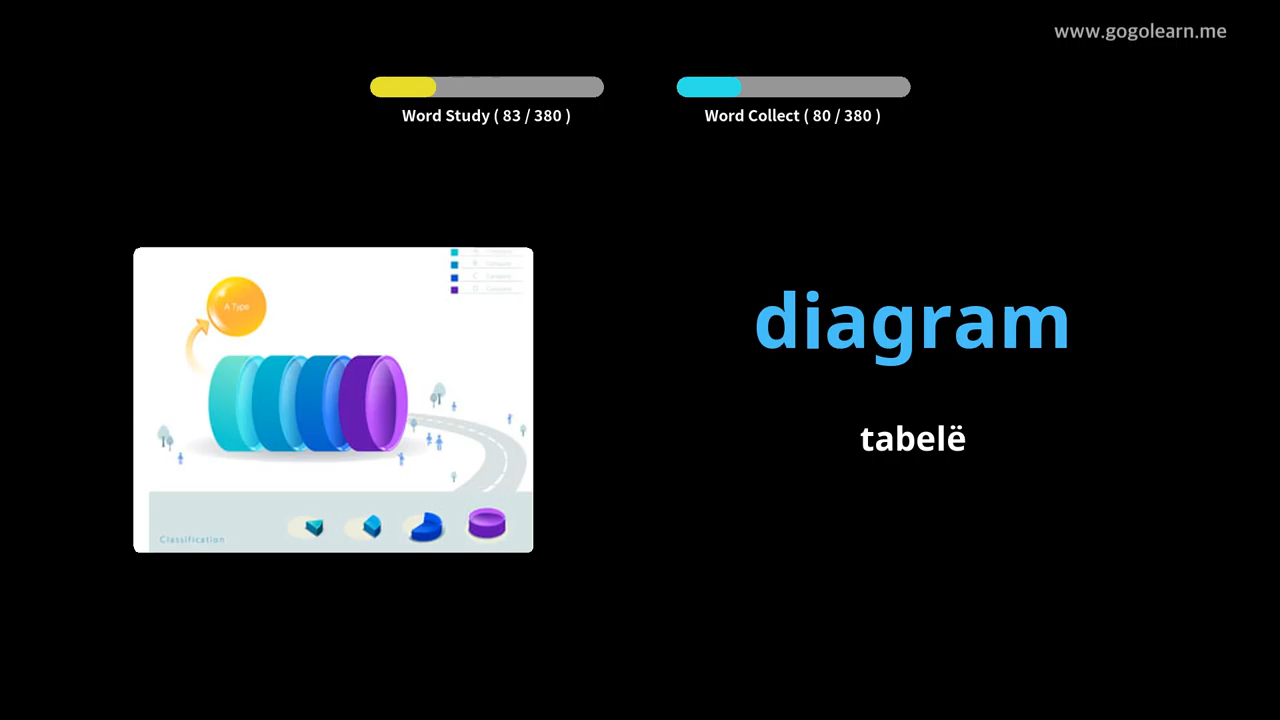 www.gogolearn.me
Word Study ( 83 / 380 )
Word Collect ( 80 / 380 )
A Type
C
diagram
tabelë
Classification